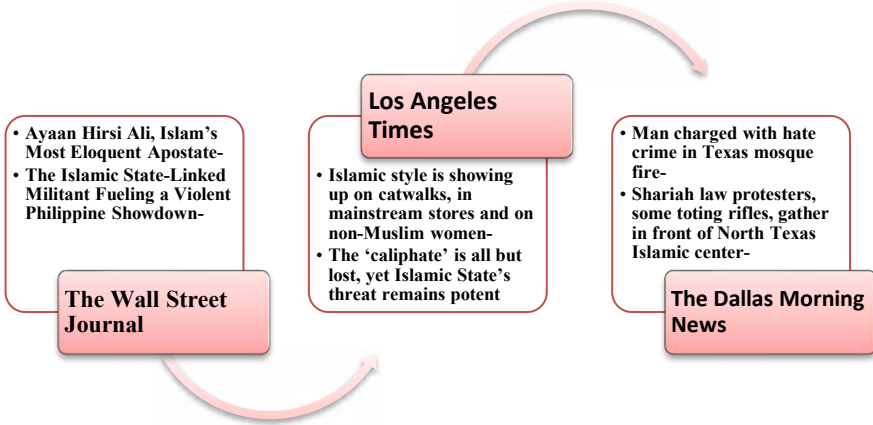 • Ayaan Hirsi Ali, Islam’s
Most Eloquent Apostate-
• The Islamic State-Linked
Militant Fueling a Violent
Philippine Showdown-
The Wall Street
Journal
Los Angeles
Times
• Islamic style is showing
up on catwalks, in
mainstream stores and on
non-Muslim women-
• The ‘caliphate’ is all but
lost, yet Islamic State’s
threat remains potent
• Man charged with hate
crime in Texas mosque
fire-
• Shariah law protesters,
some toting rifles, gather
in front of North Texas
Islamic center-
The Dallas Morning
News